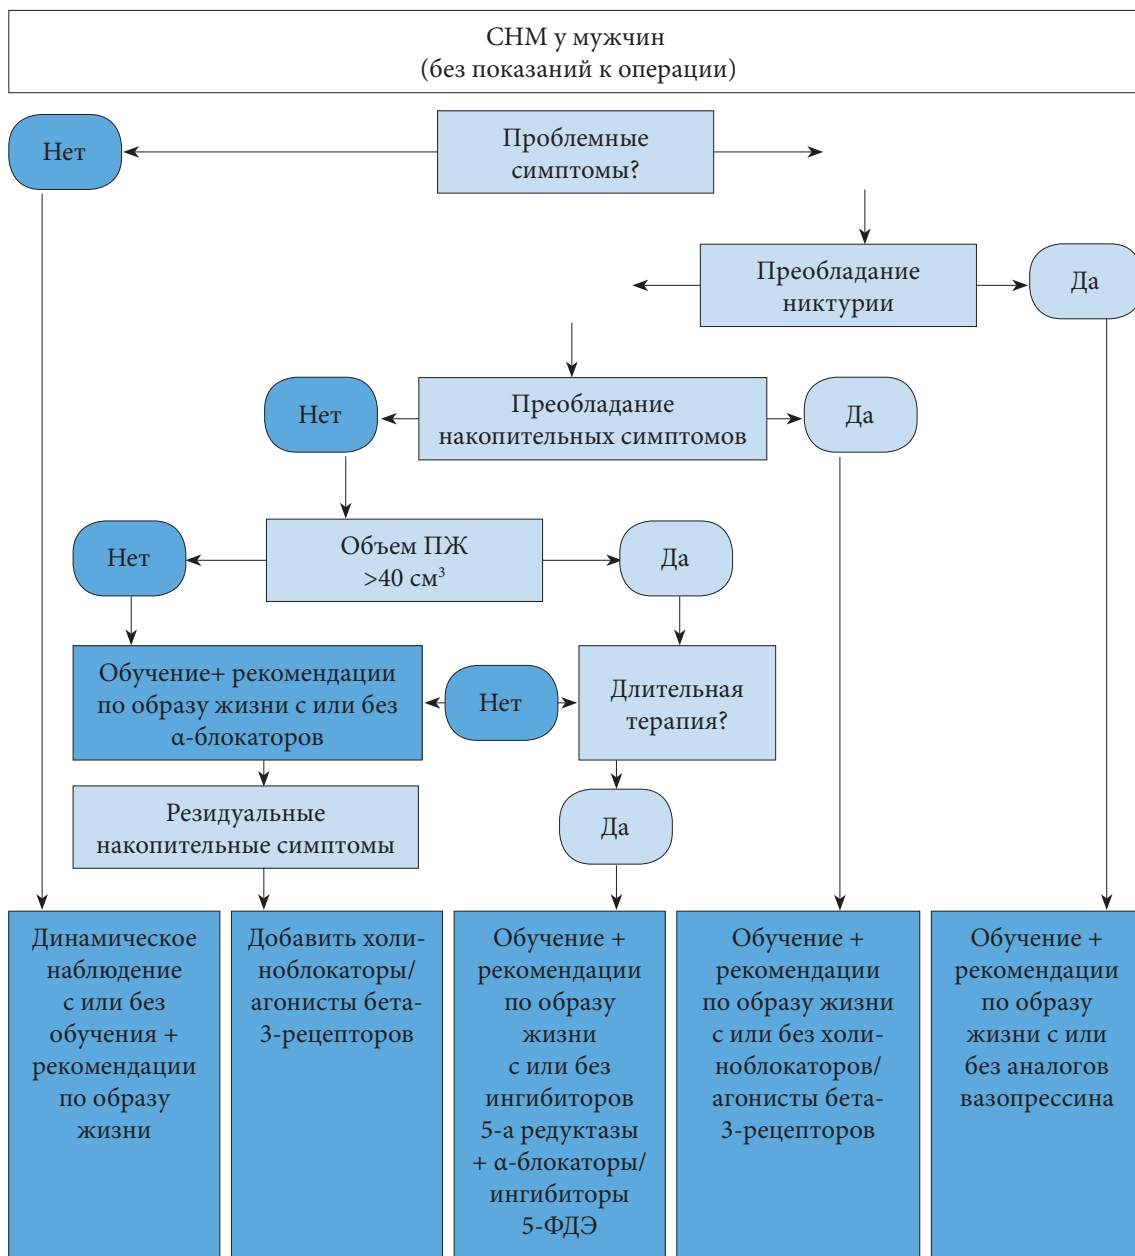 СНМ у мужчин
(без показаний к операции)
Нет
Проблемные
симптомы?
Преобладание
никтурии
Да
Нет
Преобладание
накопительных симптомов
Да
Нет
Объем ПЖ
>40 см³
Да
Обучение+ рекомендации
по образу жизни с или без
α-блокаторов
Нет
Длительная
терапия?
Резидуальные
накопительные симптомы
Да
Динамическое
наблюдение
с или без
обучения +
рекомендации
по образу
жизни
Добавить холи-
ноблокаторы/
агонисты бета-
3-рецепторов
Обучение +
рекомендации
по образу
жизни
с или без
ингибиторов
5-а редуктазы
+ α-блокаторы/
ингибиторы
5-ФДЭ
Обучение +
рекомендации
по образу жизни
с или без холи-
ноблокаторов/
агонисты бета-
3-рецепторов
Обучение +
рекомендации
по образу
жизни с или
без аналогов
вазопрессина